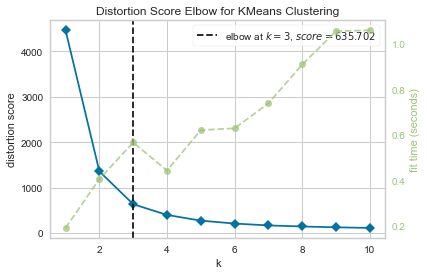 Distortion Score Elbow for KMeans Clustering
elbow at k = 3, score = 635.702
distortion score
4000
3000
2000
1000
0
fit time (seconds)
1.0
0.8
0.6
0.4
0.2
2 4 6 8 10
k